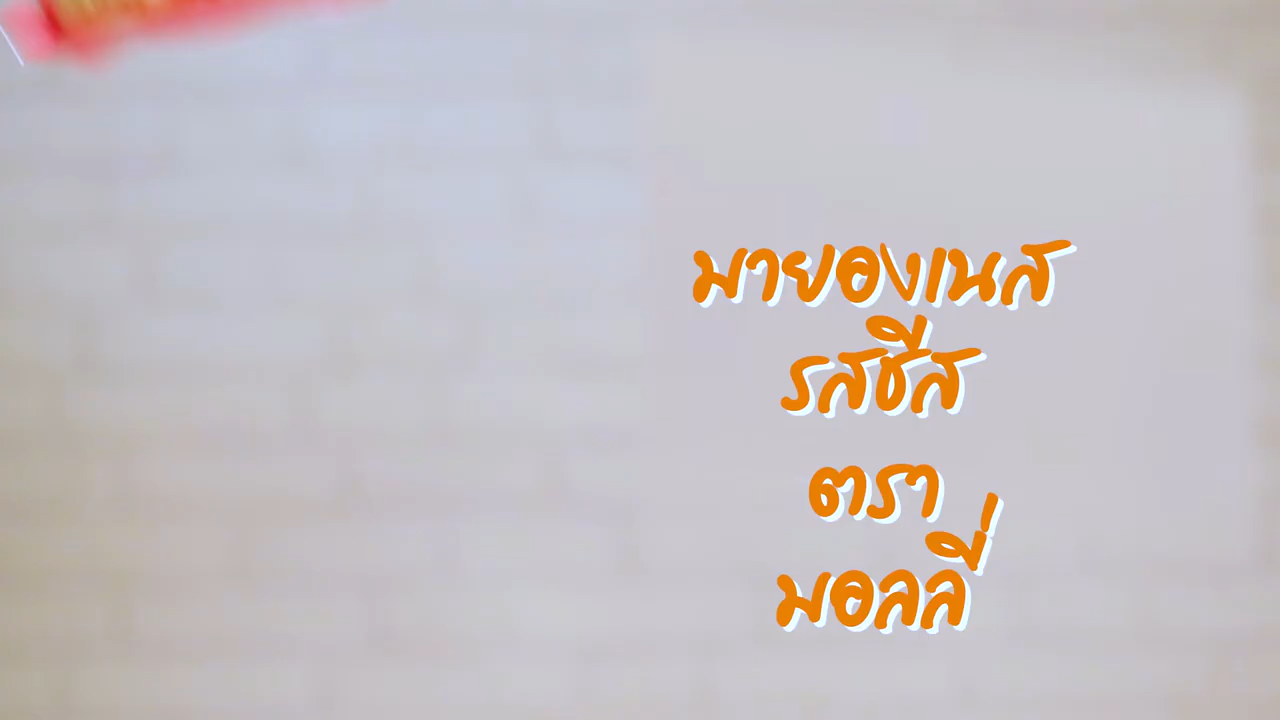 มายองเนส
รสชีส
ตรา
มอลลี่